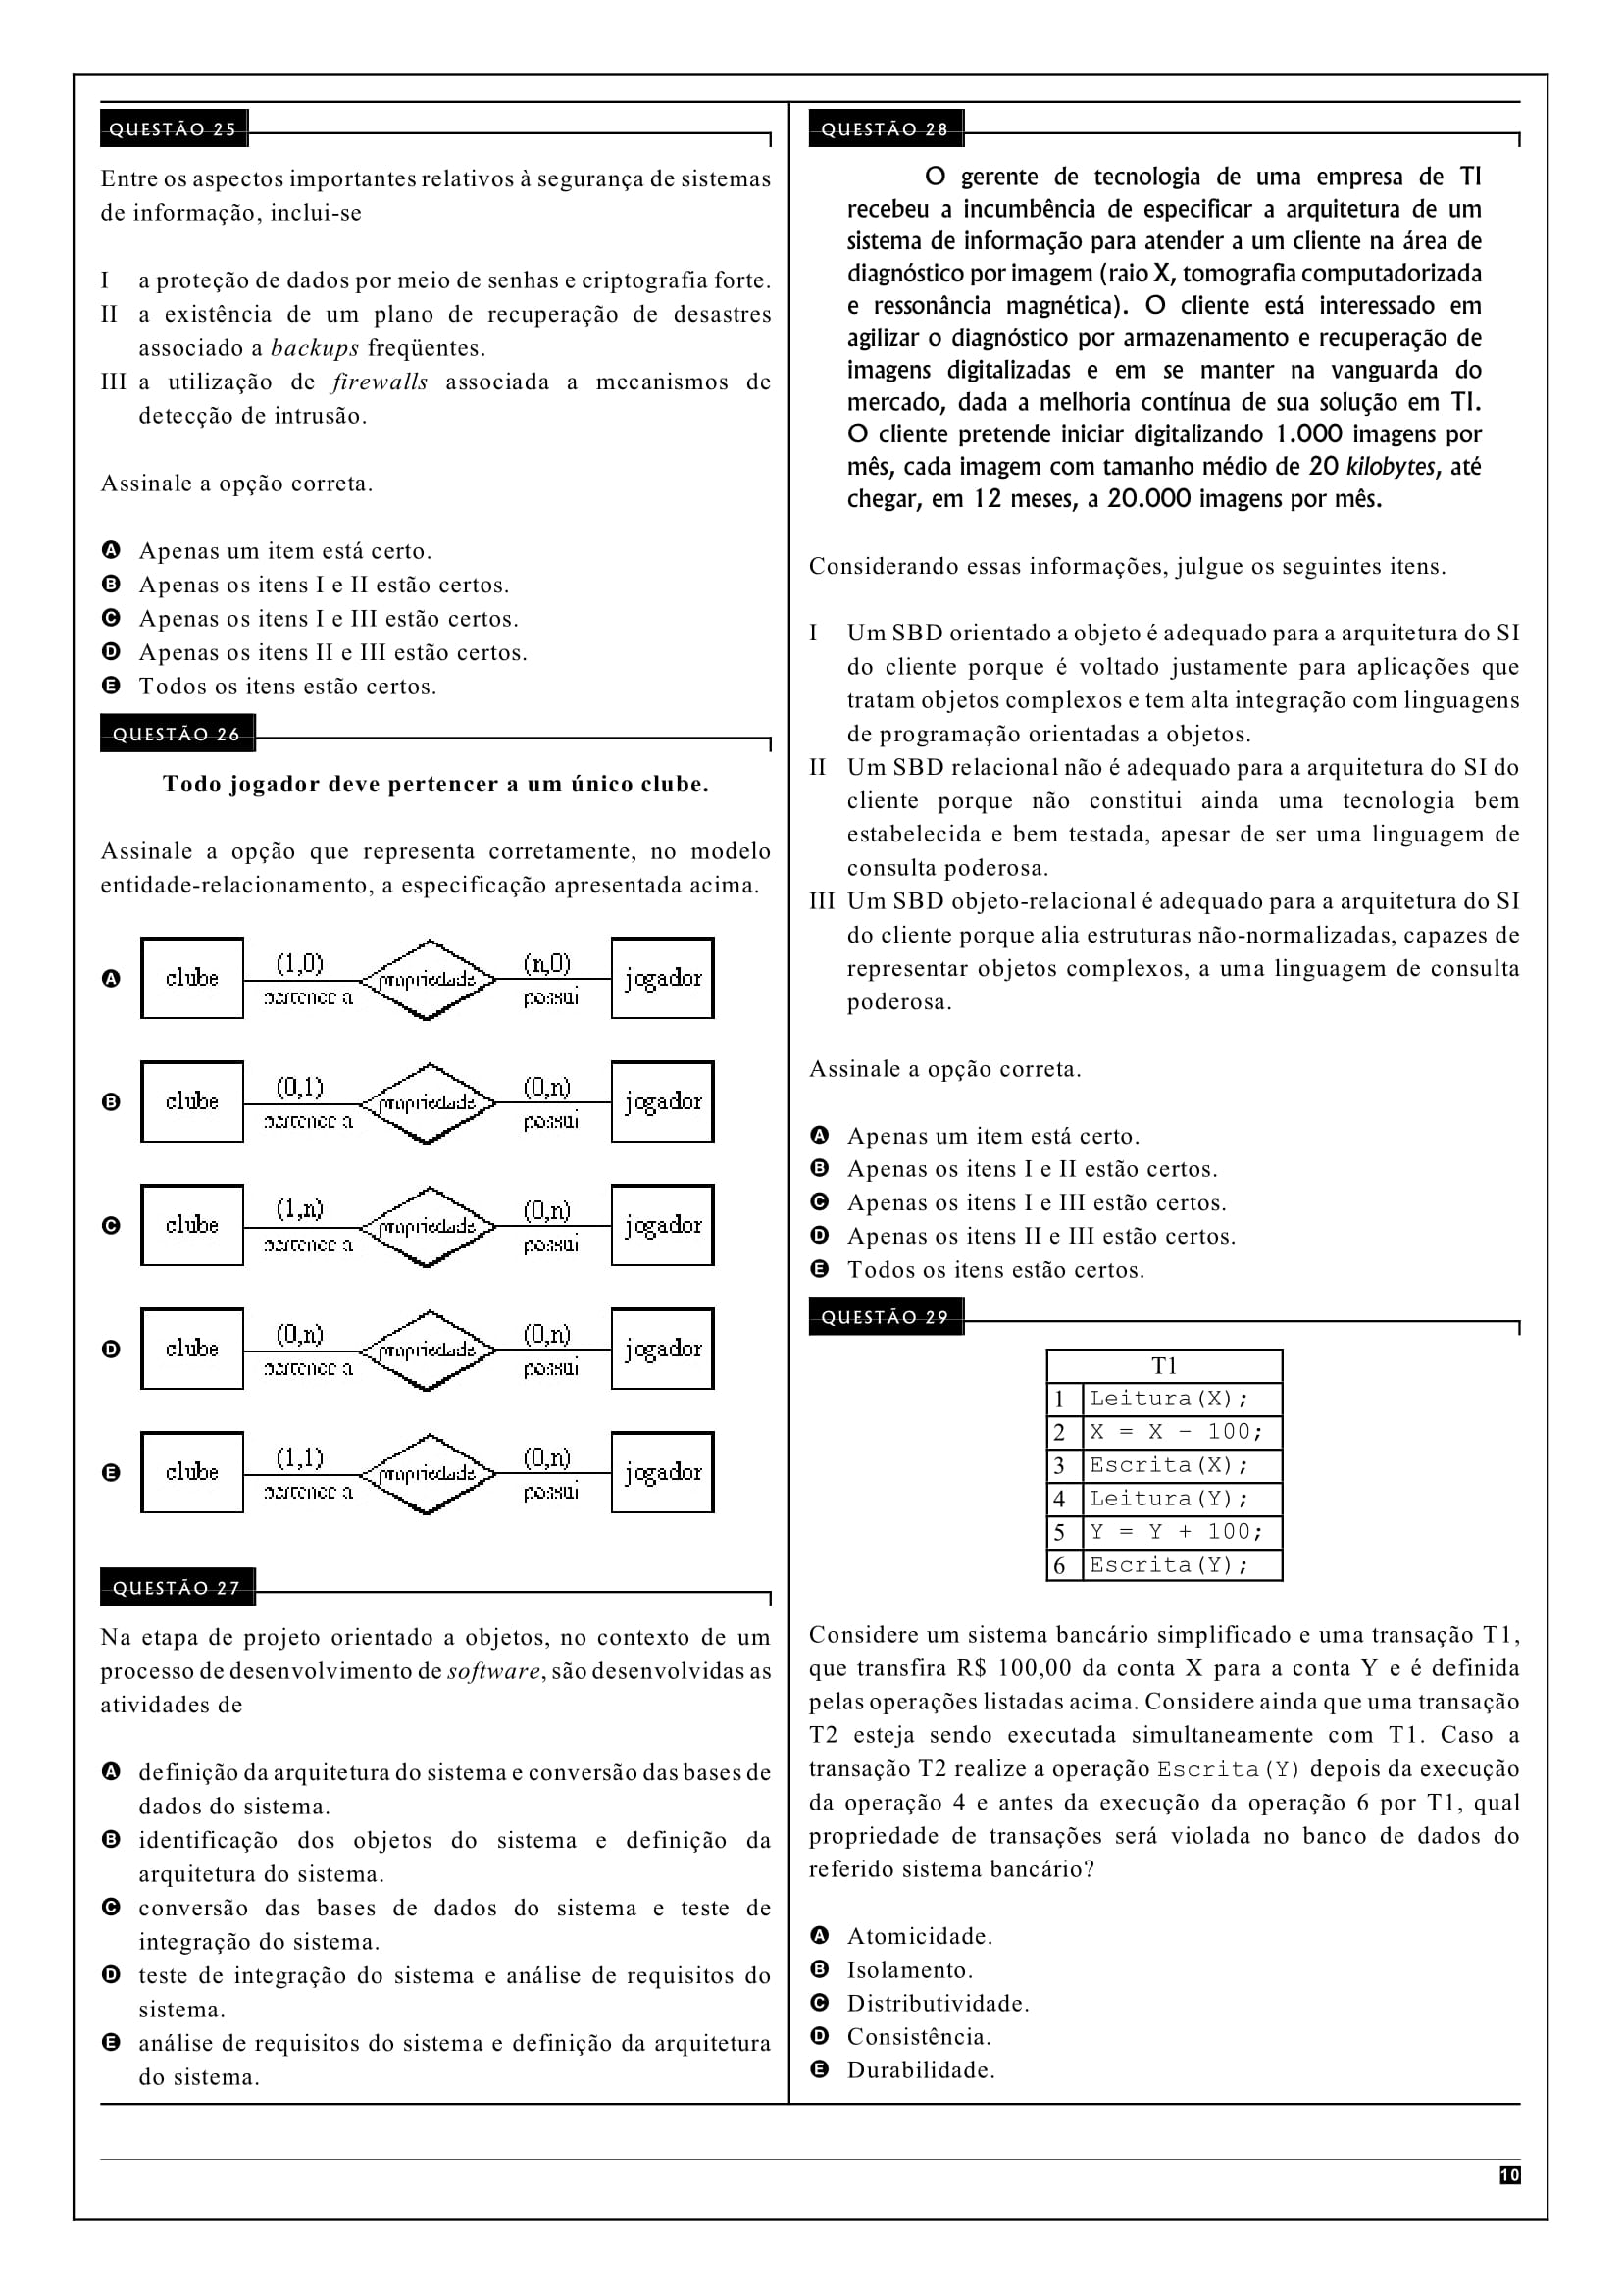 QUESTÃO 25
Entre os aspectos importantes relativos à segurança de sistemas
de informação, inclui-se
I a proteção de dados por meio de senhas e criptografia forte.
II a existência de um plano de recuperação de desastres
associado a backups freqüentes.
III a utilização de firewalls associada a mecanismos de
detecção de intrusão.
Assinale a opção correta.
A Apenas um item está certo.
B Apenas os itens I e II estão certos.
C Apenas os itens I e III estão certos.
D Apenas os itens II e III estão certos.
E Todos os itens estão certos.
QUESTÃO 26
Todo jogador deve pertencer a um único clube.
Assinale a opção que representa corretamente, no modelo
entidade-relacionamento, a especificação apresentada acima.
A clube (1,0) pertence a propriedade (n,0) possui jogador
B clube (0,1) pertence a propriedade (0,n) possui jogador
C clube (1,n) pertence a propriedade (0,n) possui jogador
D clube (0,n) pertence a propriedade (0,n) possui jogador
E clube (1,1) pertence a propriedade (0,n) possui jogador
QUESTÃO 27
Na etapa de projeto orientado a objetos, no contexto de um
processo de desenvolvimento de software, são desenvolvidas as
atividades de
A definição da arquitetura do sistema e conversão das bases de
dados do sistema.
B identificação dos objetos do sistema e definição da
arquitetura do sistema.
C conversão das bases de dados do sistema e teste de
integração do sistema.
D teste de integração do sistema e análise de requisitos do
sistema.
E análise de requisitos do sistema e definição da arquitetura
do sistema.
QUESTÃO 28
O gerente de tecnologia de uma empresa de TI
recebeu a incumbência de especificar a arquitetura de um
sistema de informação para atender a um cliente na área de
diagnóstico por imagem (raio X, tomografia computadorizada
e ressonância magnética). O cliente está interessado em
agilizar o diagnóstico por armazenamento e recuperação de
imagens digitalizadas e em se manter na vanguarda do
mercado, dada a melhoria contínua de sua solução em TI.
O cliente pretende iniciar digitalizando 1.000 imagens por
mês, cada imagem com tamanho médio de 20 kilobytes, até
chegar, em 12 meses, a 20.000 imagens por mês.
Considerando essas informações, julgue os seguintes itens.
I Um SBD orientado a objeto é adequado para a arquitetura do SI
do cliente porque é voltado justamente para aplicações que
tratam objetos complexos e tem alta integração com linguagens
de programação orientadas a objetos.
II Um SBD relacional não é adequado para a arquitetura do SI do
cliente porque não constitui ainda uma tecnologia bem
estabelecida e bem testada, apesar de ser uma linguagem de
consulta poderosa.
III Um SBD objeto-relacional é adequado para a arquitetura do SI
do cliente porque alia estruturas não-normalizadas, capazes de
representar objetos complexos, a uma linguagem de consulta
poderosa.
Assinale a opção correta.
A Apenas um item está certo.
B Apenas os itens I e II estão certos.
C Apenas os itens I e III estão certos.
D Apenas os itens II e III estão certos.
E Todos os itens estão certos.
QUESTÃO 29
T1
1 Leitura(X);
2 X = X – 100;
3 Escrita(X);
4 Leitura(Y);
5 Y = Y + 100;
6 Escrita(Y);
Considere um sistema bancário simplificado e uma transação T1,
que transfira R$ 100,00 da conta X para a conta Y e é definida
pelas operações listadas acima. Considere ainda que uma transação
T2 esteja sendo executada simultaneamente com T1. Caso a
transação T2 realize a operação Escrita(Y) depois da execução
da operação 4 e antes da execução da operação 6 por T1, qual
propriedade de transações será violada no banco de dados do
referido sistema bancário?
A Atomicidade.
B Isolamento.
C Distributividade.
D Consistência.
E Durabilidade.
10